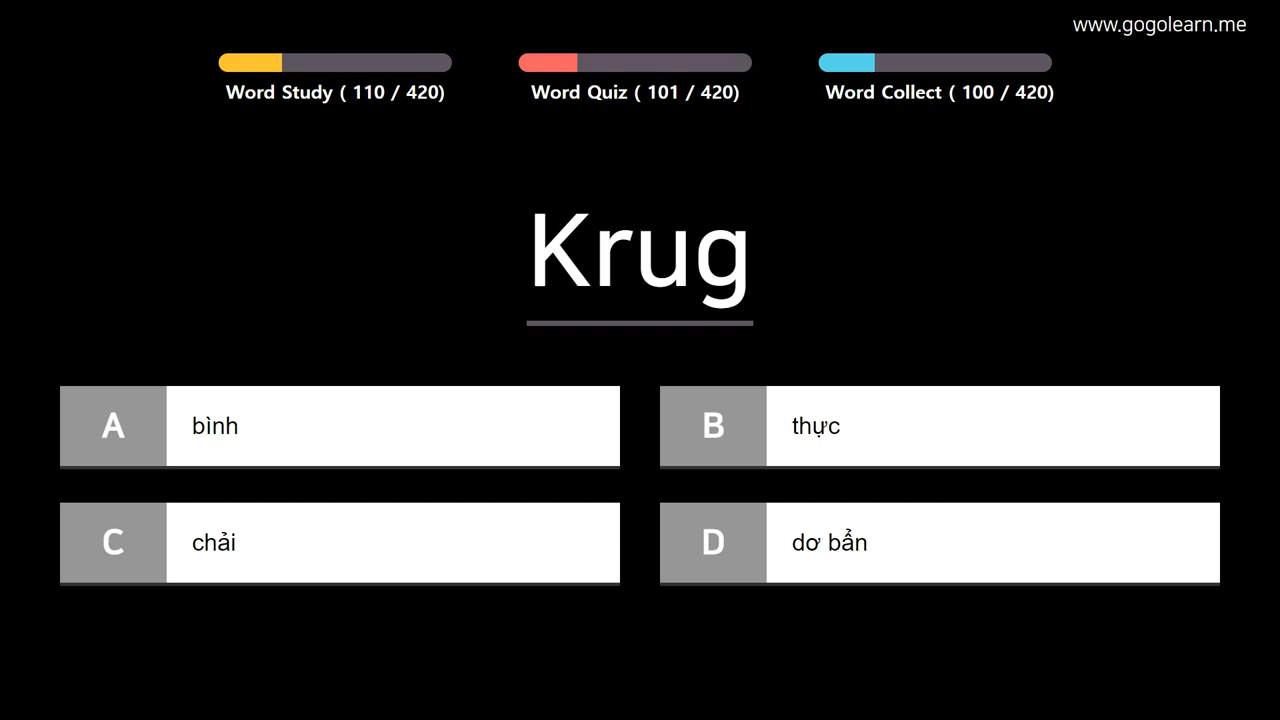 www.gogolearn.me
Word Study ( 110 / 420)
Word Quiz ( 101 / 420)
Word Collect ( 100 / 420)
Krug
A bình
B thực
C chải
D dơ bẩn